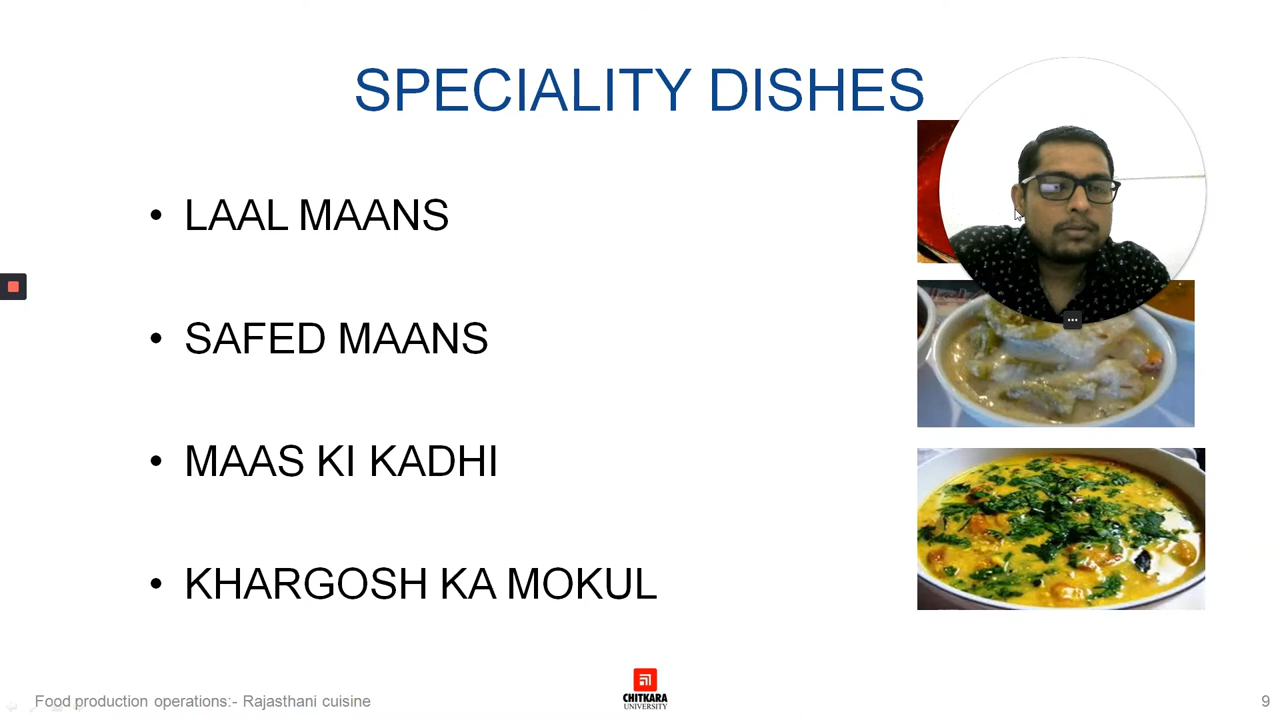 SPECIALITY DISHES
• LAAL MAANS
• SAFED MAANS
• MAAS KI KADHI
• KHARGOSH KA MOKUL
Food production operations:- Rajasthani cuisine
CHITKARA
UNIVERSITY
9